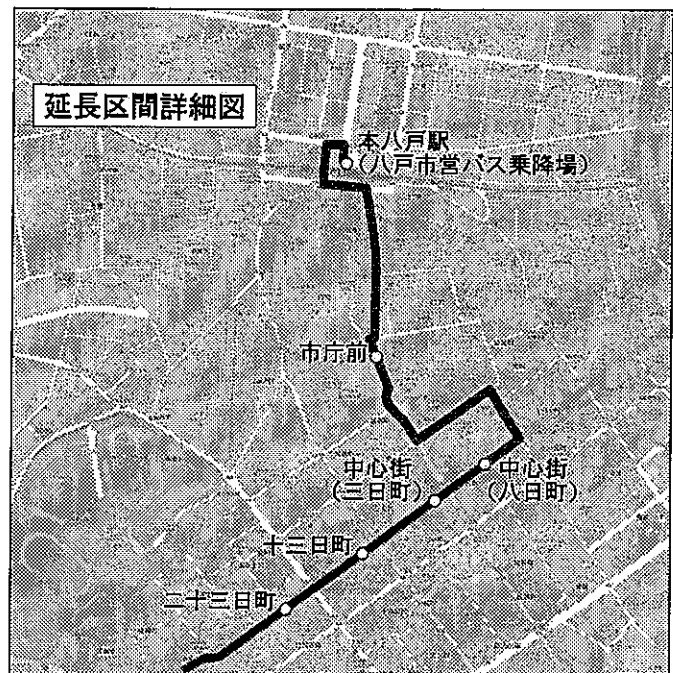 延長区間詳細図
本八戸駅
(八戸市営バス乗降場)
市庁前
中心街
(三日町)
中心街
(八日町)
十三日町
二十三日町